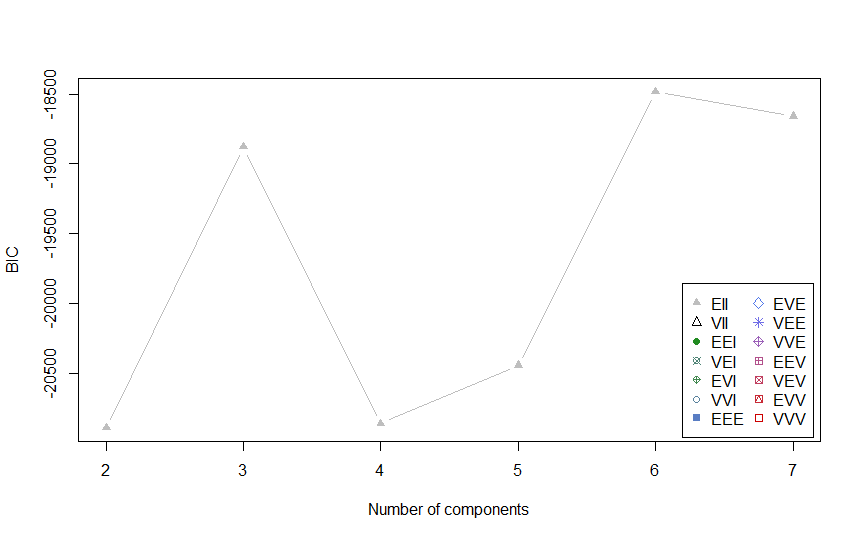 BIC
-18500
-19000
-19500
-20000
-20500
EII EVE
VII VEE
EEI VVE
VEI EEV
EVI VEV
VVI EVV
EEE VVV
2 3 4 5 6 7
Number of components